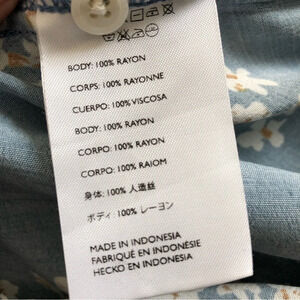 BODY: 100% RAYON
CORPS: 100% RAYONNE
CUERPO: 100% VISCOSA
BODY: 100% RAYON
CORPO: 100% RAYON
CORPO: 100% RAIOM
身体: 100% 人造絲
ボディ 100% レーヨン
MADE IN INDONESIA
FABRIQUÉ EN INDONÉSIE
HECHO EN INDONESIA